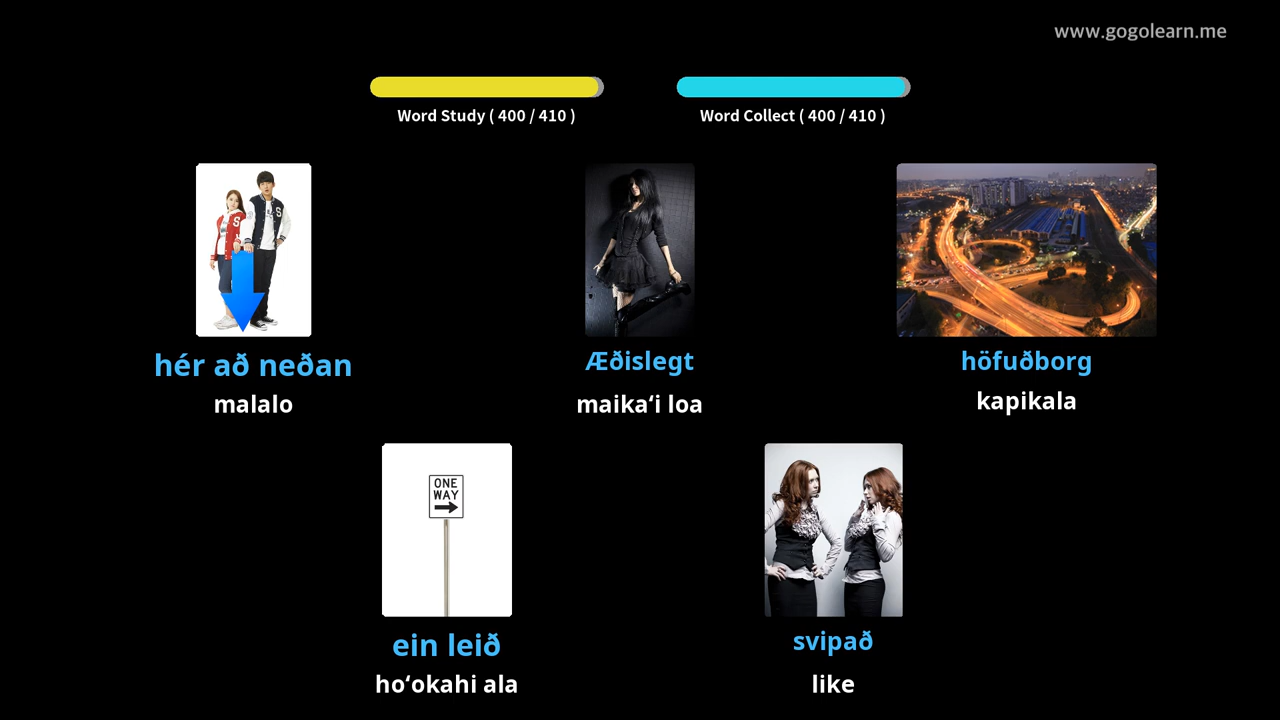 www.gogolearn.me
Word Study ( 400 / 410 )
Word Collect ( 400 / 410 )
S
S
hér að neðan
malalo
Æðislegt
maikaʻi loa
höfuðborg
kapikala
ONE
WAY
ein leið
hoʻokahi ala
svipað
like